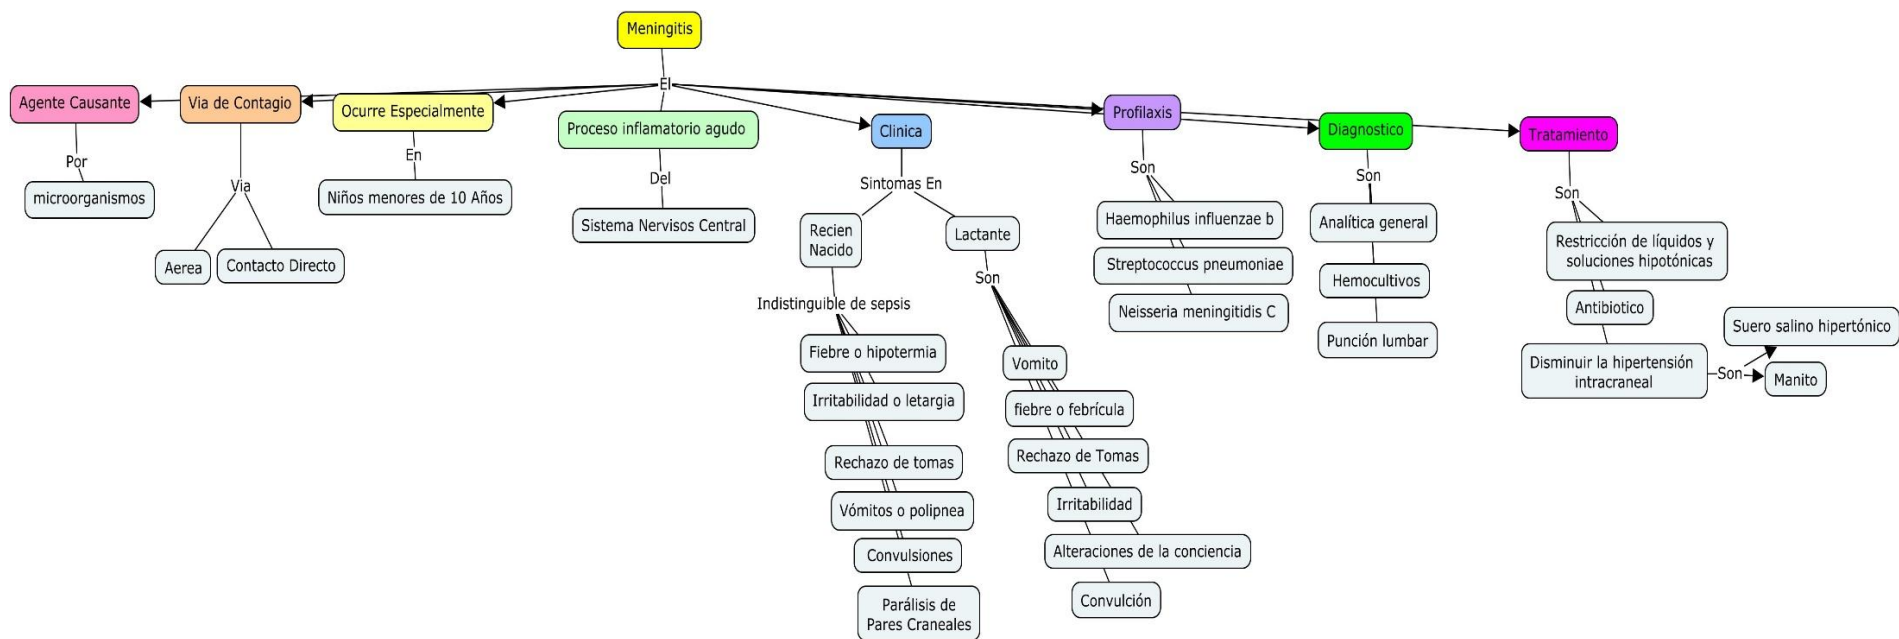 Meningitis
El
Agente Causante
Por
microorganismos
Via de Contagio
Via
Aerea
Contacto Directo
Ocurre Especialmente
En
Niños menores de 10 Años
Proceso inflamatorio agudo
Del
Sistema Nervisos Central
Clinica
Sintomas En
Recien
Nacido
Indistinguible de sepsis
Fiebre o hipotermia
Irritabilidad o letargia
Rechazo de tomas
Vómitos o polipnea
Convulsiones
Parálisis de
Pares Craneales
Lactante
Son
Vomito
fiebre o febrícula
Rechazo de Tomas
Irritabilidad
Alteraciones de la conciencia
Convulción
Profilaxis
Son
Haemophilus influenzae b
Streptococcus pneumoniae
Neisseria meningitidis C
Diagnostico
Son
Analítica general
Hemocultivos
Punción lumbar
Tratamiento
Son
Restricción de líquidos y
soluciones hipotónicas
Antibiotico
Disminuir la hipertensión
intracraneal
Son
Suero salino hipertónico
Manito